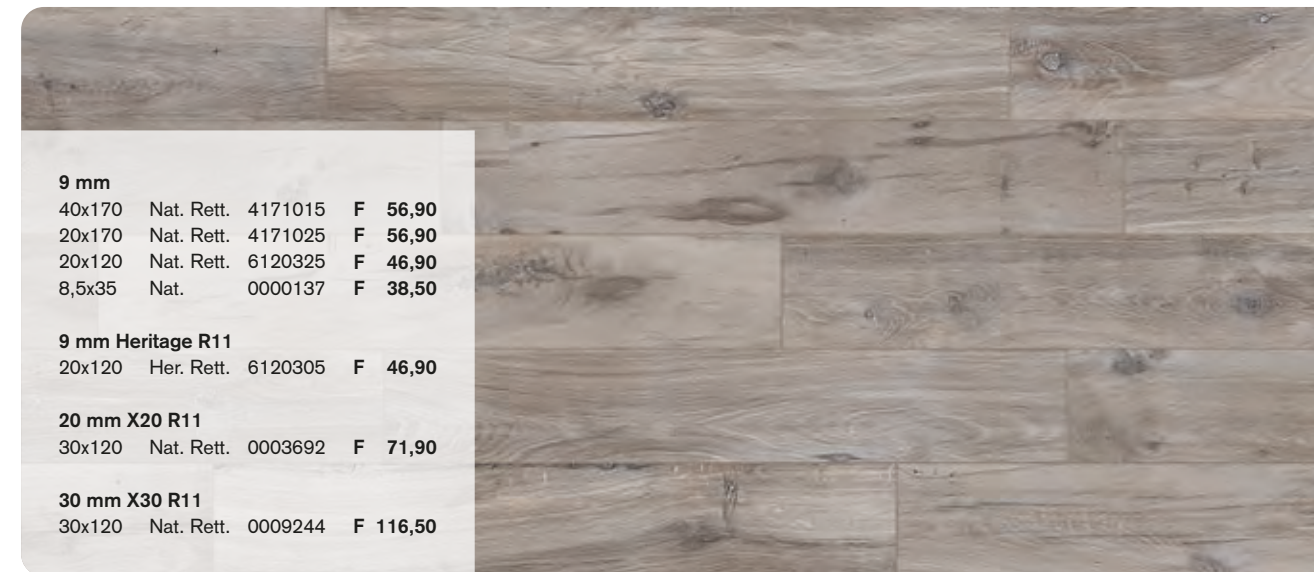 9 mm
40x170 Nat. Rett. 4171015 F 56,90
20x170 Nat. Rett. 4171025 F 56,90
20x120 Nat. Rett. 6120325 F 46,90
8,5x35 Nat. 0000137 F 38,50
9 mm Heritage R11
20x120 Her. Rett. 6120305 F 46,90
20 mm X20 R11
30x120 Nat. Rett. 0003692 F 71,90
30 mm X30 R11
30x120 Nat. Rett. 0009244 F 116,50